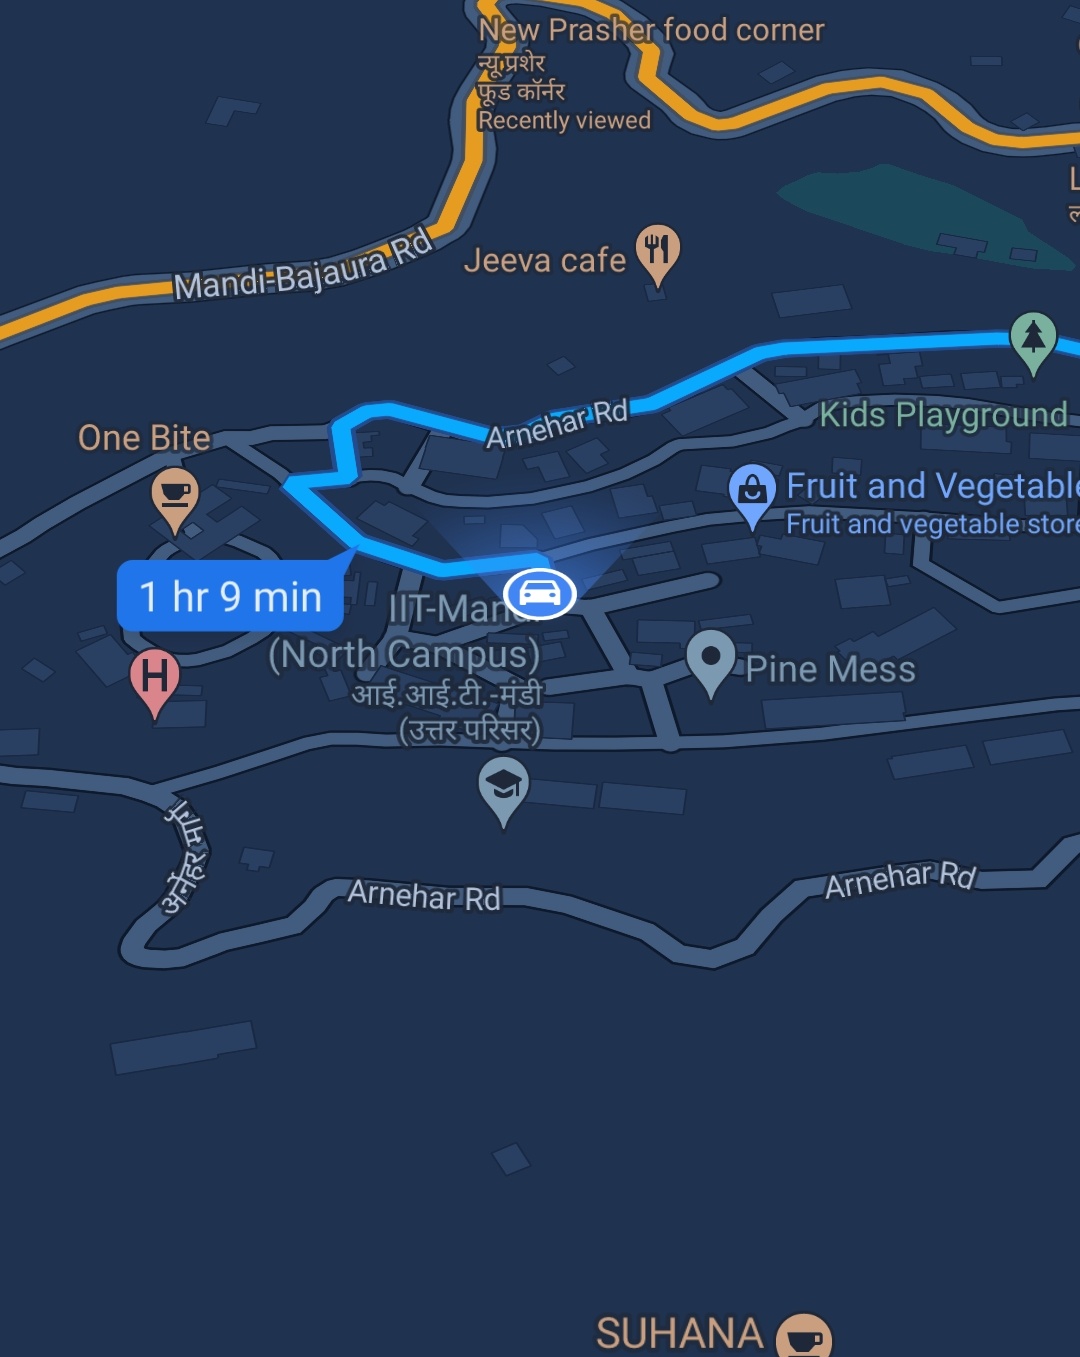 New Prasher food corner
न्यू प्रशेर
फूड कॉर्नर
Recently viewed
Mandi-Bajaura Rd
Jeeva cafe
Arnehar Rd
One Bite
Kids Playground
Fruit and Vegetable
Fruit and vegetable store
1 hr 9 min
IIT-Mandi
(North Campus)
आई.आई.टी.-मंडी
(उत्तर परिसर)
H
Pine Mess
अर्नेहर मार्ग
Arnehar Rd
Arnehar Rd
SUHANA